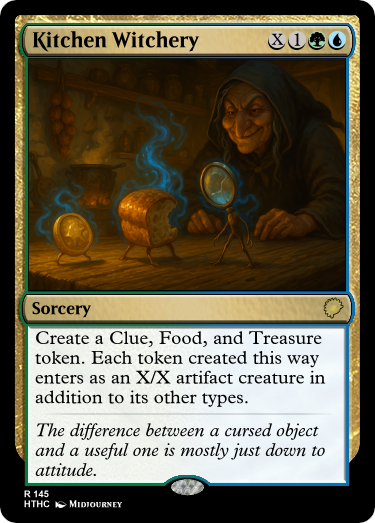 Kitchen Witchery X 1
Sorcery
Create a Clue, Food, and Treasure
token. Each token created this way
enters as an X/X artifact creature in
addition to its other types.
The difference between a cursed object
and a useful one is mostly just down to
attitude.
R 145
HTHC MIDJOURNEY